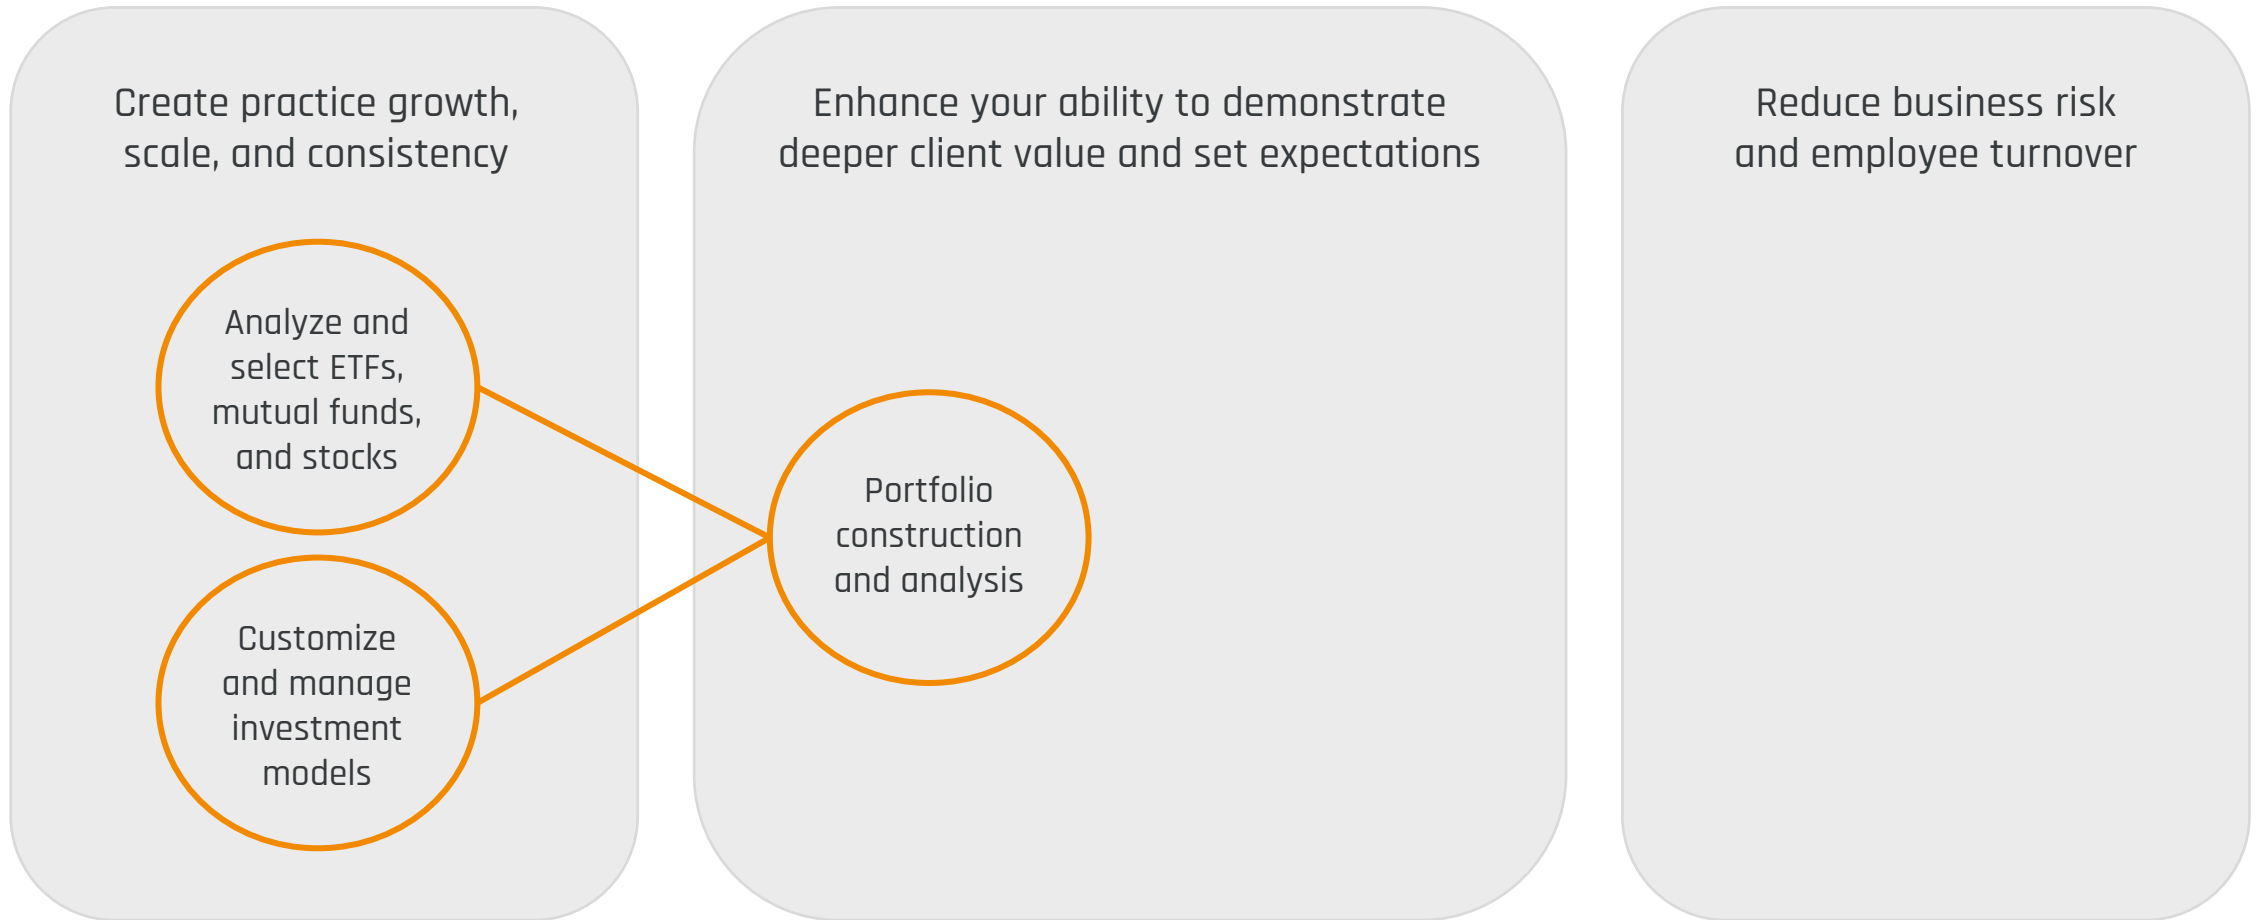 Create practice growth,
scale, and consistency
Analyze and
select ETFs,
mutual funds,
and stocks
Customize
and manage
investment
models
Enhance your ability to demonstrate
deeper client value and set expectations
Portfolio
construction
and analysis
Reduce business risk
and employee turnover